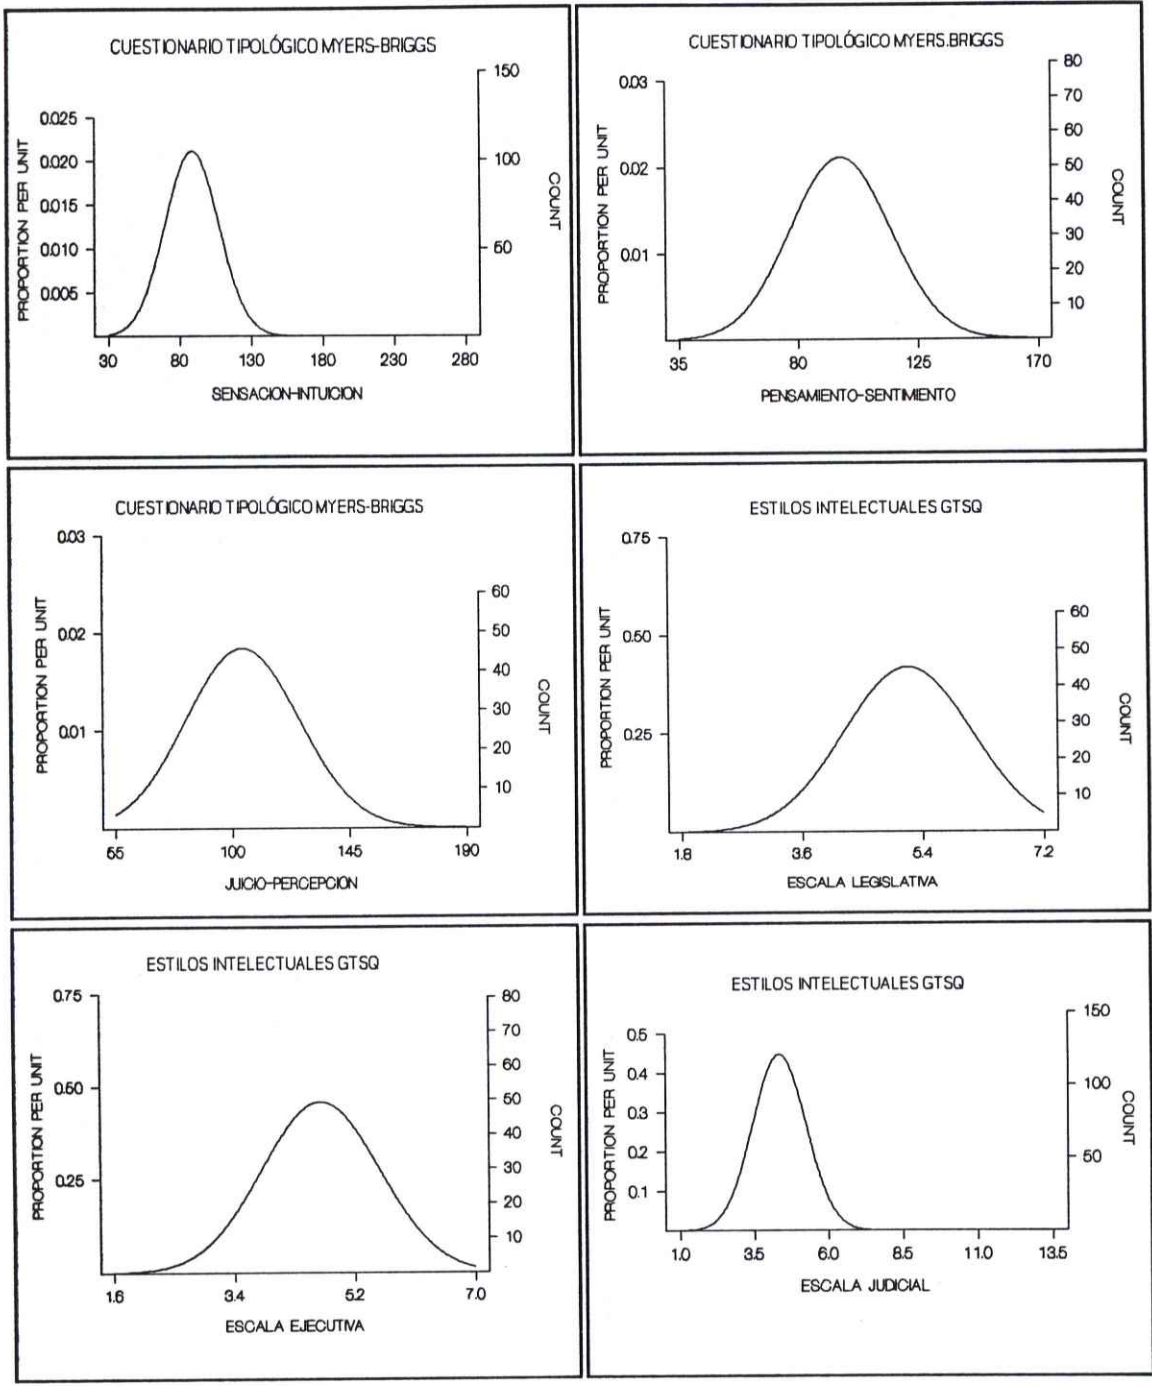 CUESTIONARIO TIPOLÓGICO MYERS-BRIGGS
150
0.025
0.020
100
0.015
0.010
50
0.005
PROPORTION PER UNIT
COUNT
30 80 130 180 230 280
SENSACION-INTUICION
CUESTIONARIO TIPOLÓGICO MYERS.BRIGGS
80
0.03
70
60
0.02
50
40
30
0.01
20
10
PROPORTION PER UNIT
COUNT
35 80 125 170
PENSAMIENTO-SENTIMIENTO
CUESTIONARIO TIPOLÓGICO MYERS-BRIGGS
0.03
60
0.02
50
40
30
0.01
20
10
PROPORTION PER UNIT
COUNT
55 100 145 190
JUICIO-PERCEPCION
ESTILOS INTELECTUALES GTSQ
0.75
60
0.50
50
40
30
0.25
20
10
PROPORTION PER UNIT
COUNT
1.8 3.6 5.4 7.2
ESCALA LEGISLATIVA
ESTILOS INTELECTUALES GTSQ
0.75
80
70
60
0.50
50
40
30
0.25
20
10
PROPORTION PER UNIT
COUNT
1.6 3.4 5.2 7.0
ESCALA EJECUTIVA
ESTILOS INTELECTUALES GTSQ
150
0.5
0.4
100
0.3
0.2
50
0.1
PROPORTION PER UNIT
COUNT
1.0 3.5 6.0 8.5 11.0 13.5
ESCALA JUDICIAL